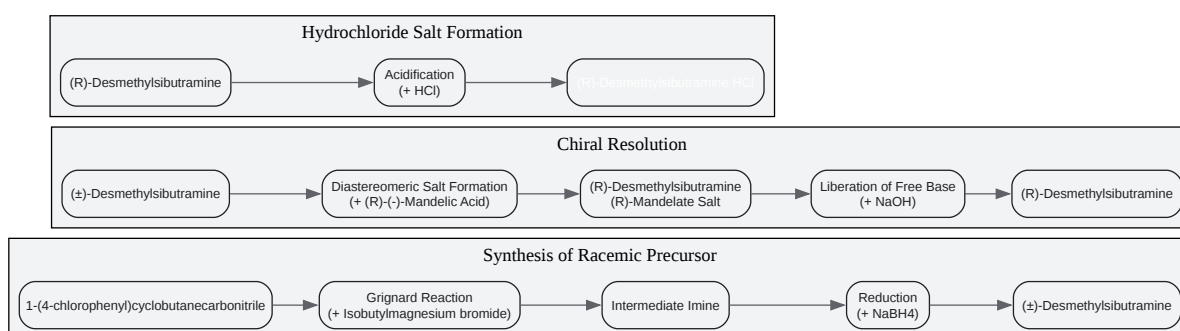 Hydrochloride Salt Formation
(R)-Desmethylsibutramine
Acidification
(+ HCl)
(R)-Desmethylsibutramine HCl
Chiral Resolution
(±)-Desmethylsibutramine
Diastereomeric Salt Formation
(+ (R)-(-)-Mandelic Acid)
(R)-Desmethylsibutramine
(R)-Mandelate Salt
Liberation of Free Base
(+ NaOH)
(R)-Desmethylsibutramine
Synthesis of Racemic Precursor
1-(4-chlorophenyl)cyclobutanecarbonitrile
Grignard Reaction
(+ Isobutylmagnesium bromide)
Intermediate Imine
Reduction
(+ NaBH4)
(±)-Desmethylsibutramine